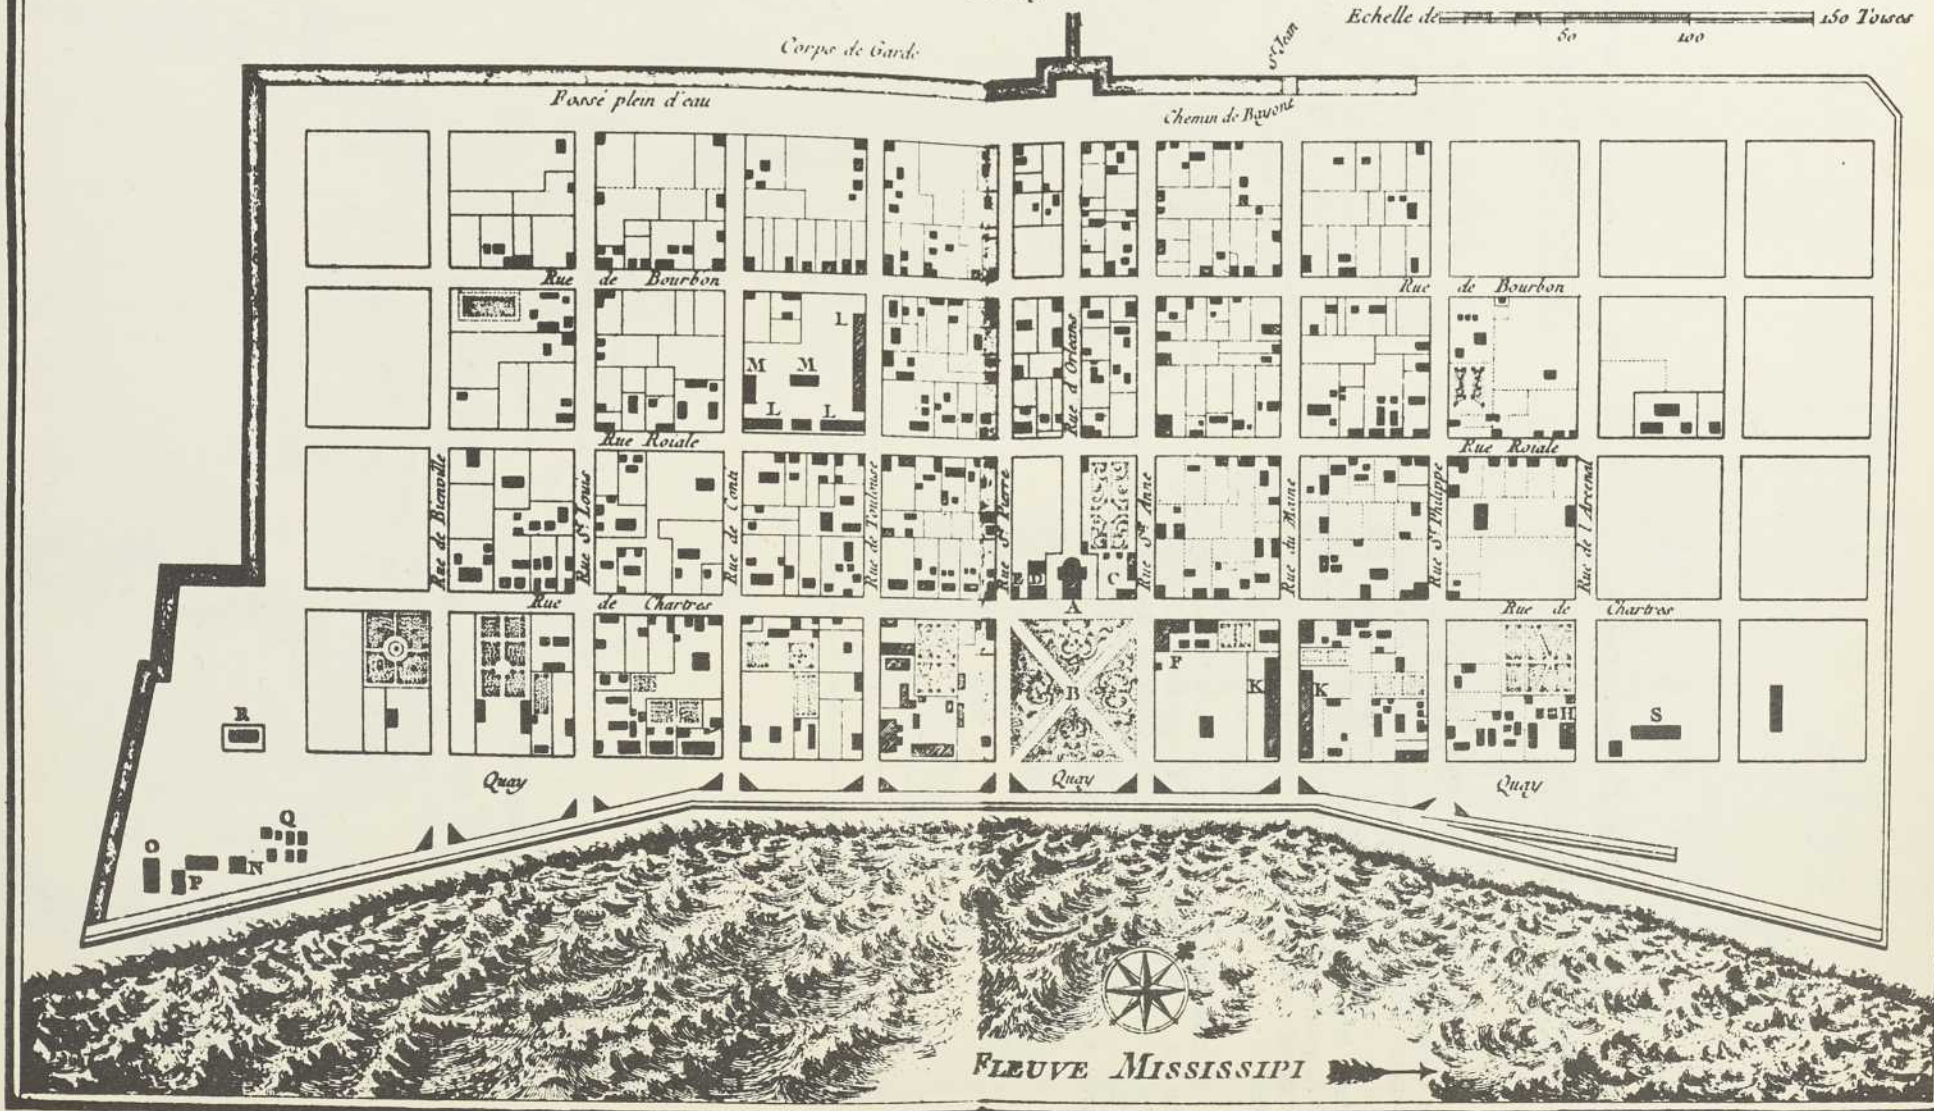 Echelle de 150 Toises
50 100
Corps de Garde
St Jean
Fossé plein d'eau
Chemin de Bayouc
Rue de Bourbon
Rue de Bourbon
L
M M
L L
Rue d'Orleans
Rue Roiale
Rue Roiale
Rue de Bienville
Rue St Louis
Rue de Conti
Rue de Toulouse
Rue St Pierre
Rue Ste Anne
Rue du Maine
Rue St Philippe
Rue de l'Arcenal
E D C
A
Rue de Chartres
Rue de Chartres
F
B
K K
H
S
R
Quay
Quay
Quay
Q
O
N
P
FLEUVE MISSISSIPI